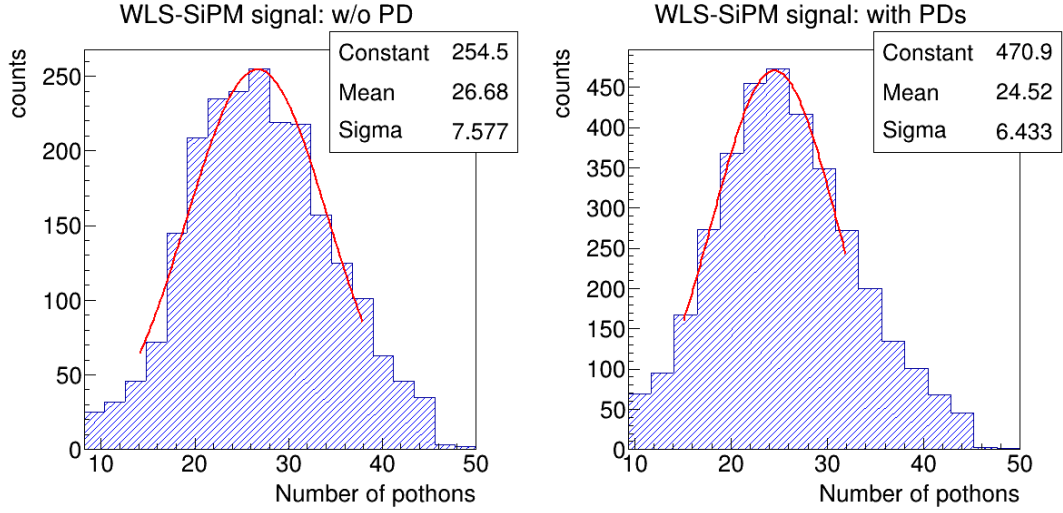 WLS-SiPM signal: w/o PD
Constant 254.5
Mean 26.68
Sigma 7.577
counts
250
200
150
100
50
0
10 20 30 40 50
Number of pothons
WLS-SiPM signal: with PDs
Constant 470.9
Mean 24.52
Sigma 6.433
counts
450
400
350
300
250
400
150
100
50
0
10 20 30 40 50
Number of pothons